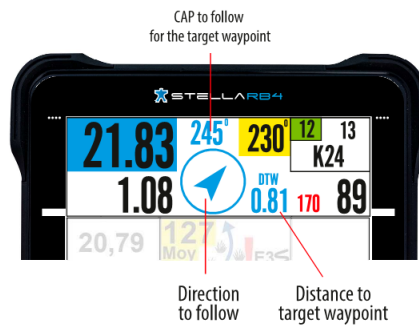 CAP to follow
for the target waypoint
STELLAR84
21.83
245°
230°
12
13
K24
1.08
DTW
0.81
170
89
20,79
127
Moy
Direction
to follow
Distance to
target waypoint